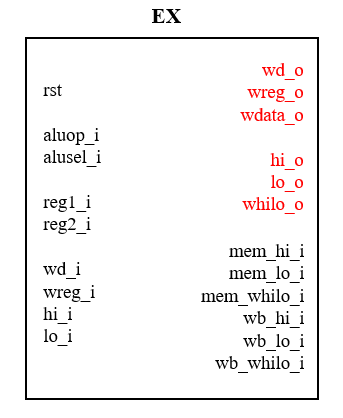 EX
rst
aluop_i
alusel_i
reg1_i
reg2_i
wd_i
wreg_i
hi_i
lo_i
wd_o
wreg_o
wdata_o
hi_o
lo_o
whilo_o
mem_hi_i
mem_lo_i
mem_whilo_i
wb_hi_i
wb_lo_i
wb_whilo_i